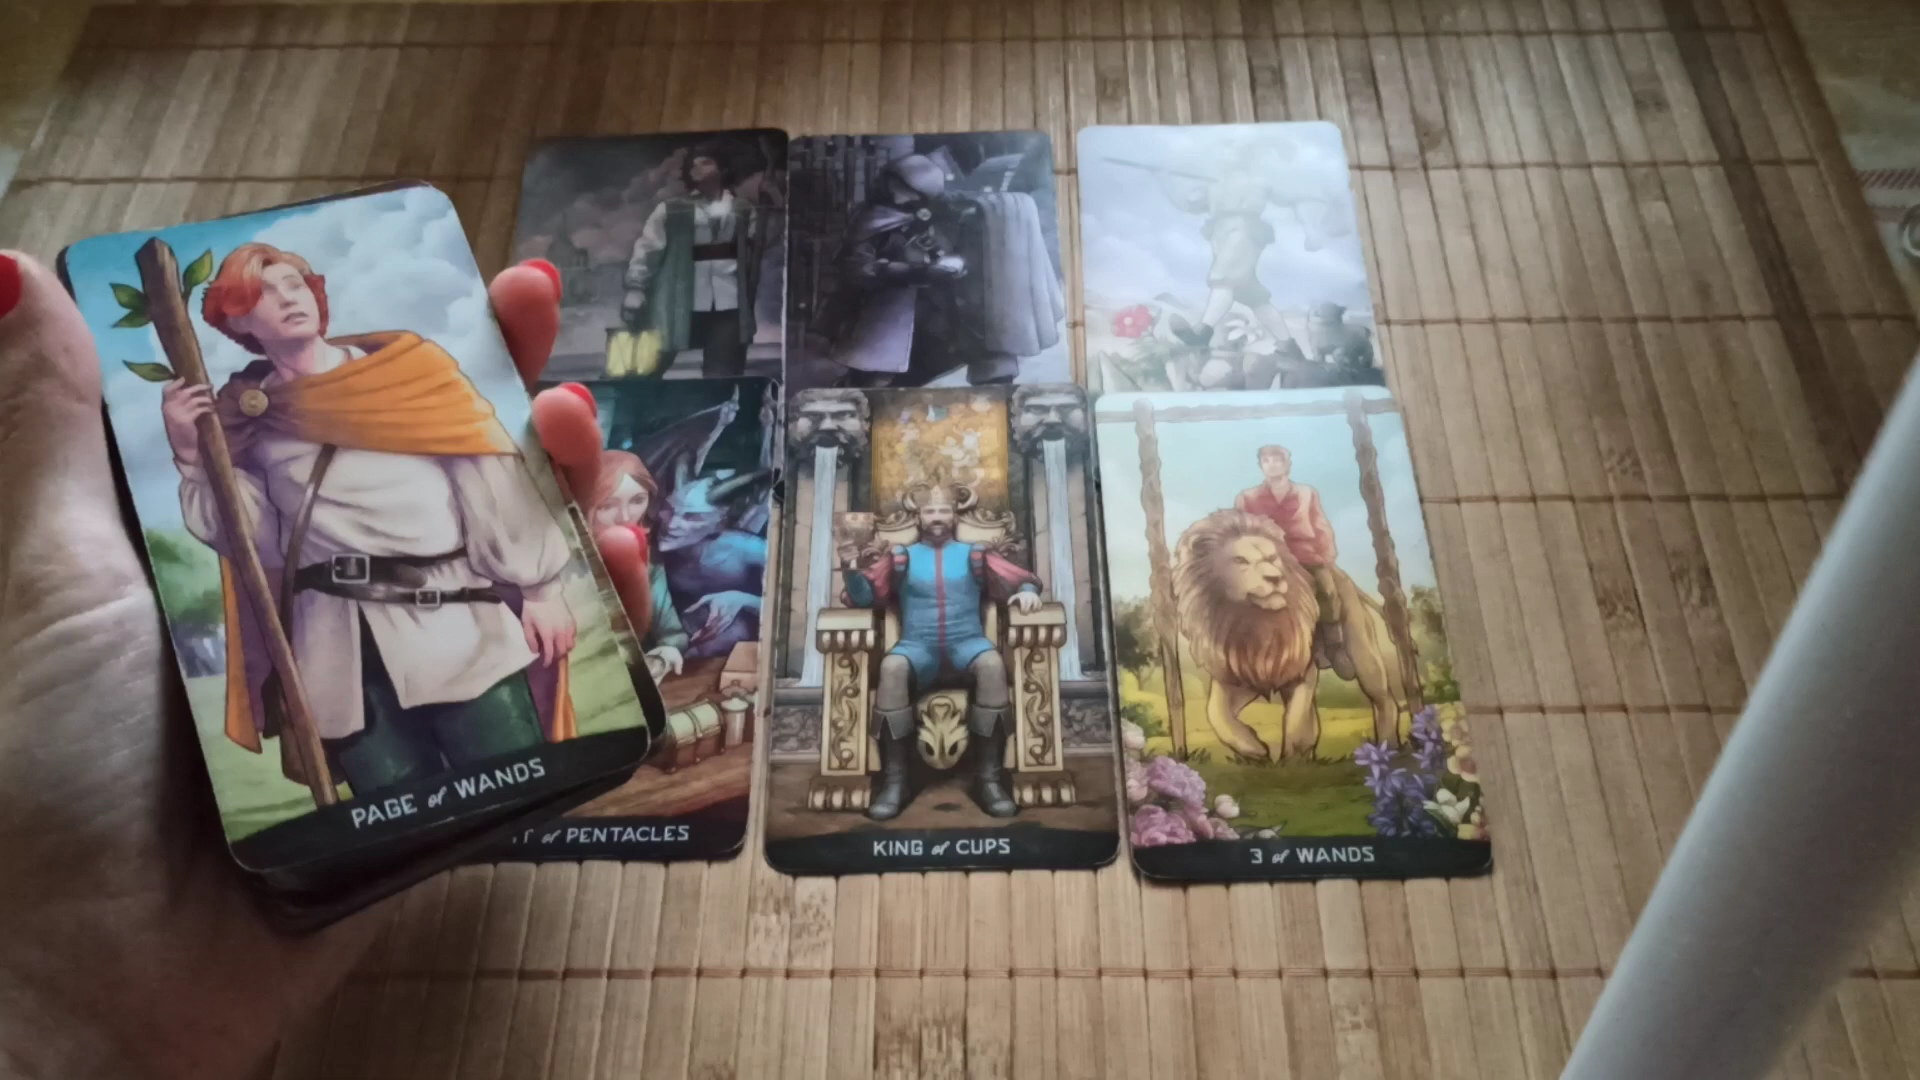 PAGE of WANDS
of PENTACLES
KING of CUPS
3 of WANDS